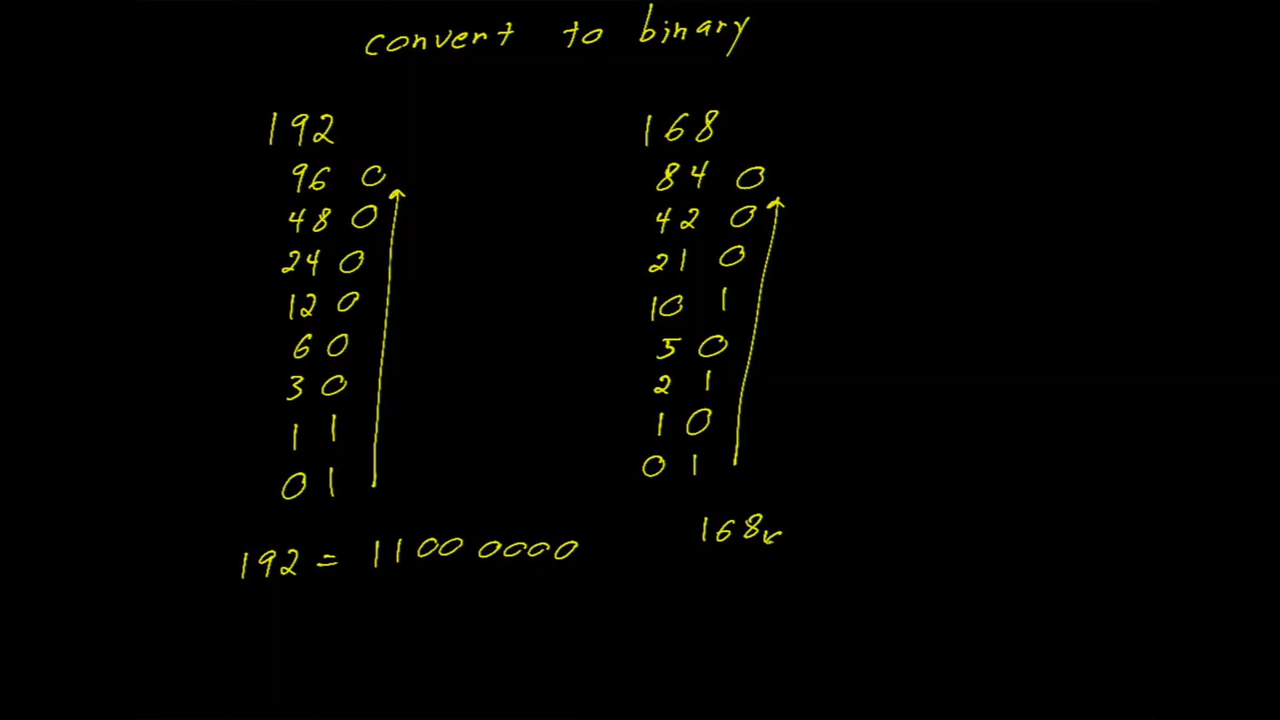 convert to binary
192 168
96 0 84 0
48 0 42 0
24 0 21 0
12 0 10 1
6 0 5 0
3 0 2 1
1 1 1 0
0 1 0 1
192 = 1100 0000 168